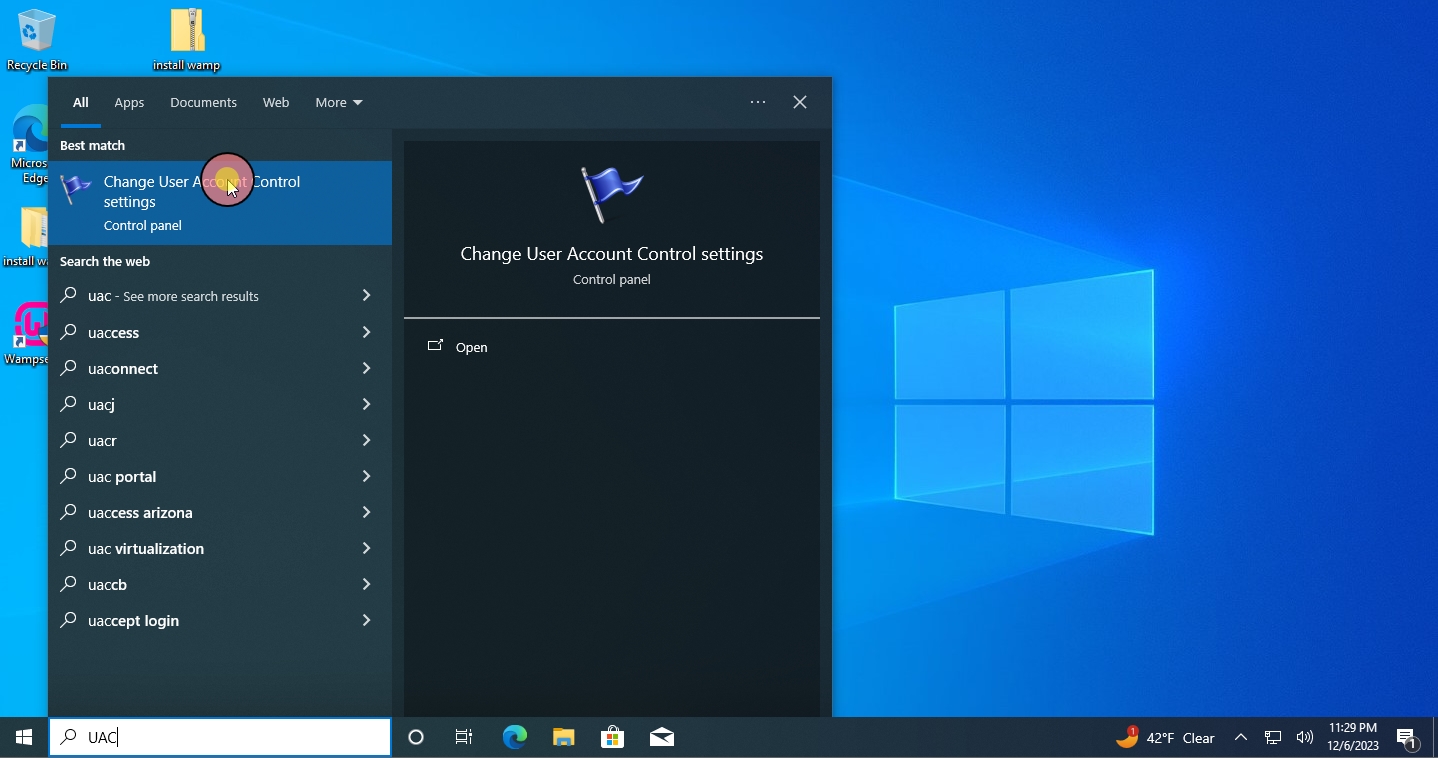 Recycle Bin
install wamp
All
Apps
Documents
Web
More
Best match
Change User Account Control
settings
Control panel
Change User Account Control settings
Control panel
Open
Search the web
uac - See more search results
uaccess
uaconnect
uacj
uacr
uac portal
uaccess arizona
uac virtualization
uaccb
uaccept login
Micros
Edge
install wa
Wampse
UAC
1
42°F Clear
11:29 PM
12/6/2023
1